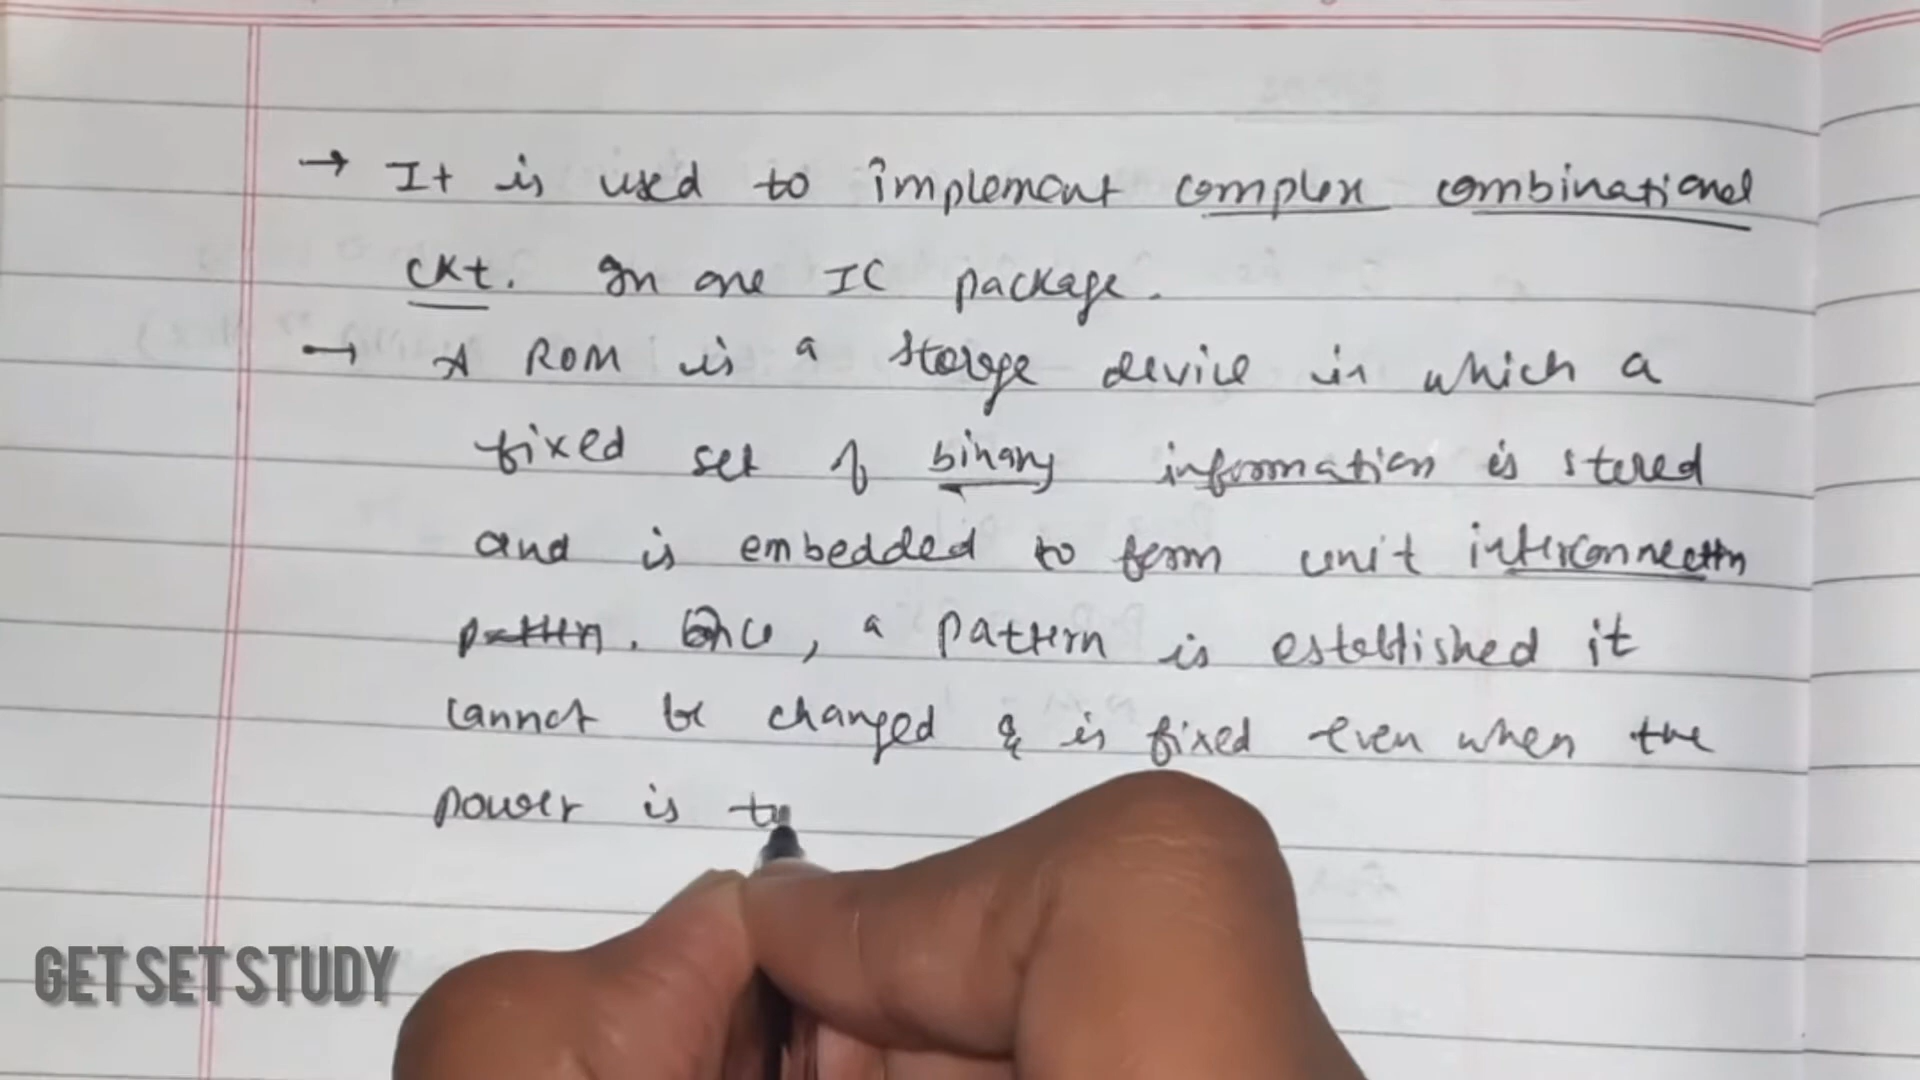 → It is used to implement complex combinational
ckt. In one IC package.
→ A ROM is a storage device in which a
fixed set of binary information is stored
and is embedded to form unit interconnectn
pattern. Once, a pattern is established it
cannot be changed & is fixed even when the
power is tu
GET SET STUDY